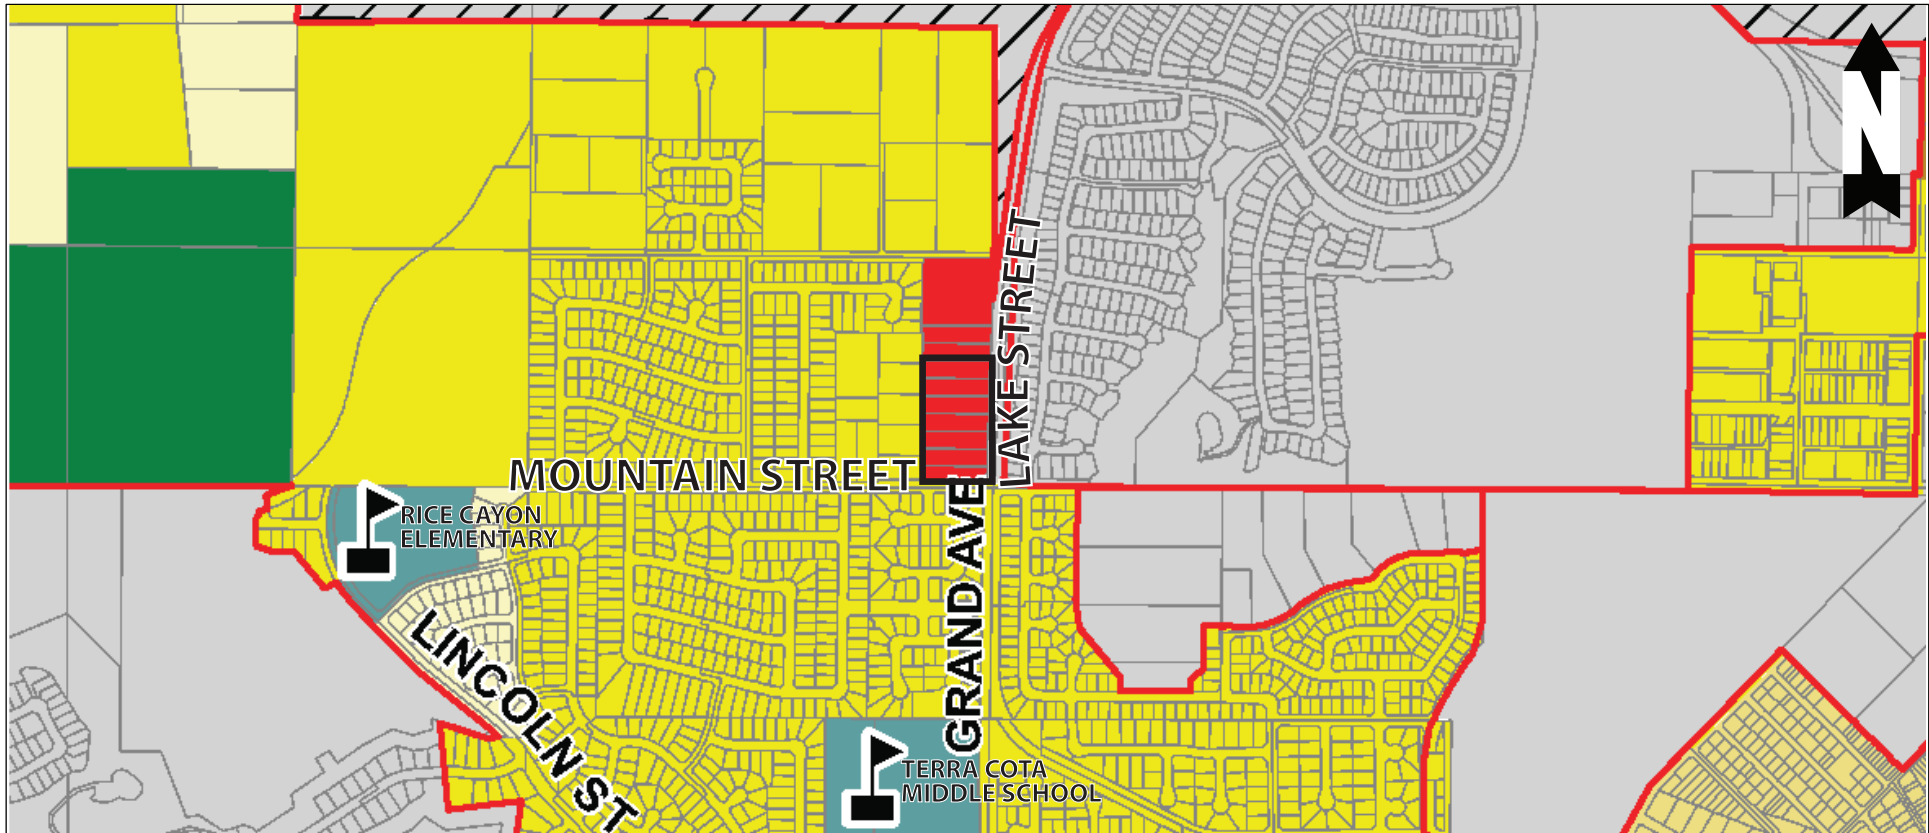 N
LAKE STREET
MOUNTAIN STREET
RICE CAYON
ELEMENTARY
GRAND AVE
LINCOLN ST
TERRA COTA
MIDDLE SCHOOL